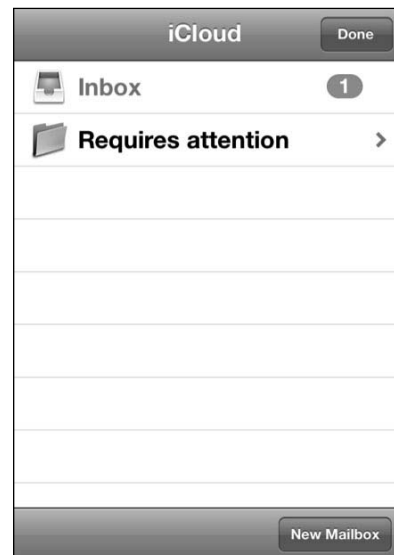 iCloud
Done
Inbox
1
Requires attention
New Mailbox